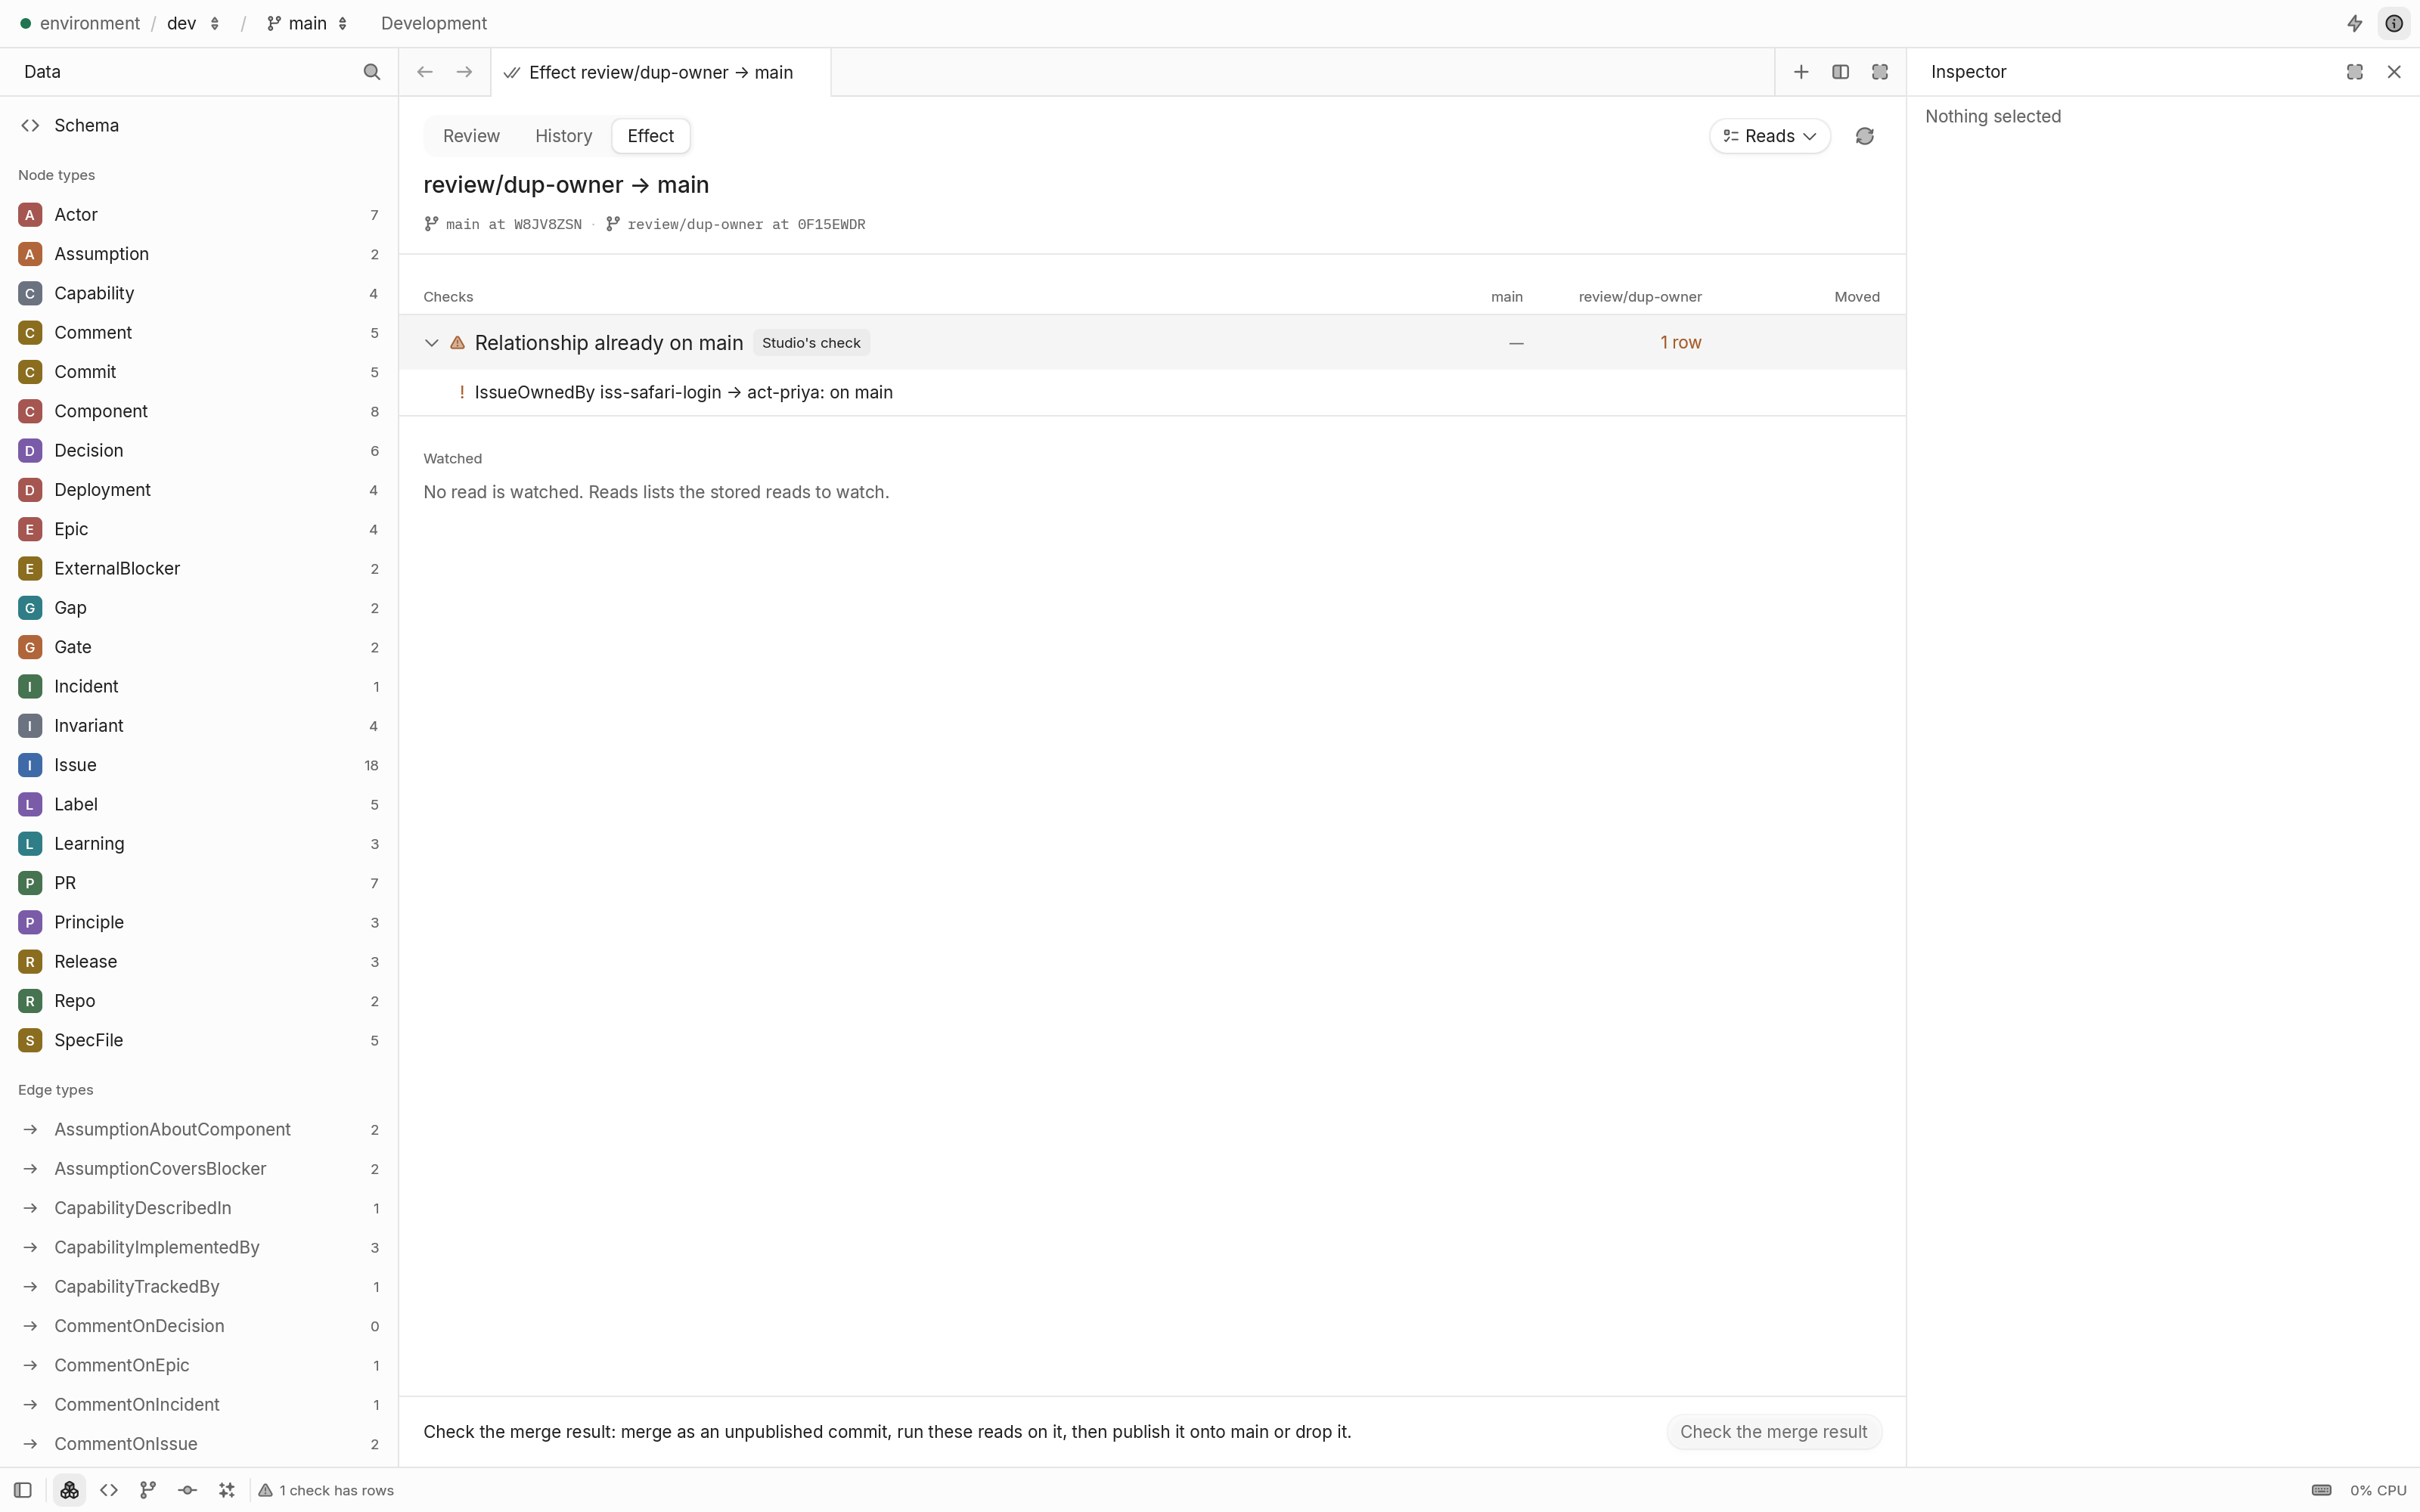 environment / dev / main Development
Data
Effect review/dup-owner → main
Inspector
Nothing selected
Schema
Node types
A Actor 7
A Assumption 2
C Capability 4
C Comment 5
C Commit 5
C Component 8
D Decision 6
D Deployment 4
E Epic 4
E ExternalBlocker 2
G Gap 2
G Gate 2
I Incident 1
I Invariant 4
I Issue 18
L Label 5
L Learning 3
P PR 7
P Principle 3
R Release 3
R Repo 2
S SpecFile 5
Edge types
→ AssumptionAboutComponent 2
→ AssumptionCoversBlocker 2
→ CapabilityDescribedIn 1
→ CapabilityImplementedBy 3
→ CapabilityTrackedBy 1
→ CommentOnDecision 0
→ CommentOnEpic 1
→ CommentOnIncident 1
→ CommentOnIssue 2
Review History Effect Reads
review/dup-owner → main
main at W8JV8ZSN · review/dup-owner at 0F15EWDR
Checks main review/dup-owner Moved
Relationship already on main Studio's check — 1 row
! IssueOwnedBy iss-safari-login → act-priya: on main
Watched
No read is watched. Reads lists the stored reads to watch.
Check the merge result: merge as an unpublished commit, run these reads on it, then publish it onto main or drop it. Check the merge result
1 check has rows 0% CPU